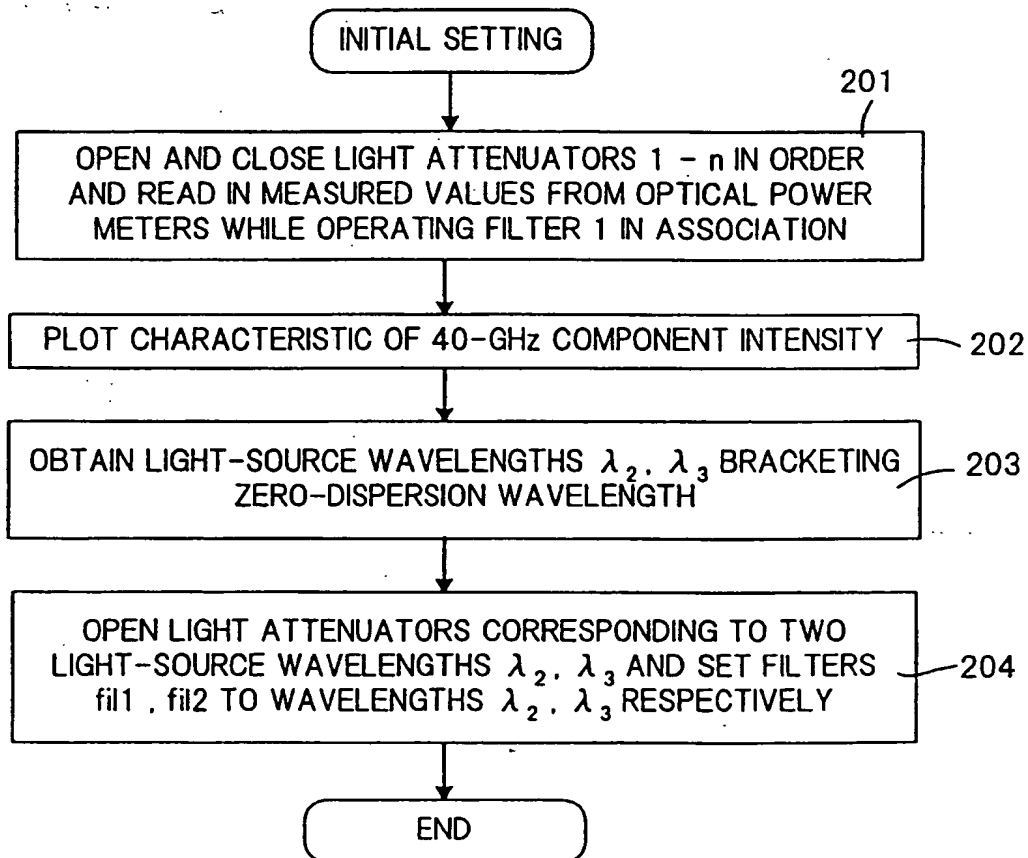 INITIAL SETTING
201
OPEN AND CLOSE LIGHT ATTENUATORS 1 - n IN ORDER
AND READ IN MEASURED VALUES FROM OPTICAL POWER
METERS WHILE OPERATING FILTER 1 IN ASSOCIATION
PLOT CHARACTERISTIC OF 40-GHz COMPONENT INTENSITY
202
OBTAIN LIGHT-SOURCE WAVELENGTHS λ₂, λ₃ BRACKETING
ZERO-DISPERSION WAVELENGTH
203
OPEN LIGHT ATTENUATORS CORRESPONDING TO TWO
LIGHT-SOURCE WAVELENGTHS λ₂, λ₃ AND SET FILTERS
fil1 , fil2 TO WAVELENGTHS λ₂, λ₃ RESPECTIVELY
204
END